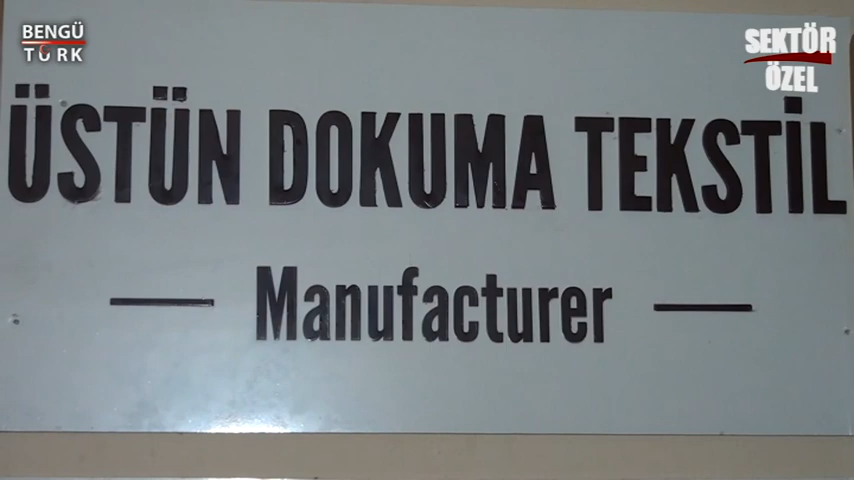 BENGÜ
TÜRK
SEKTÖR
ÖZEL
ÜSTÜN DOKUMA TEKSTİL
Manufacturer